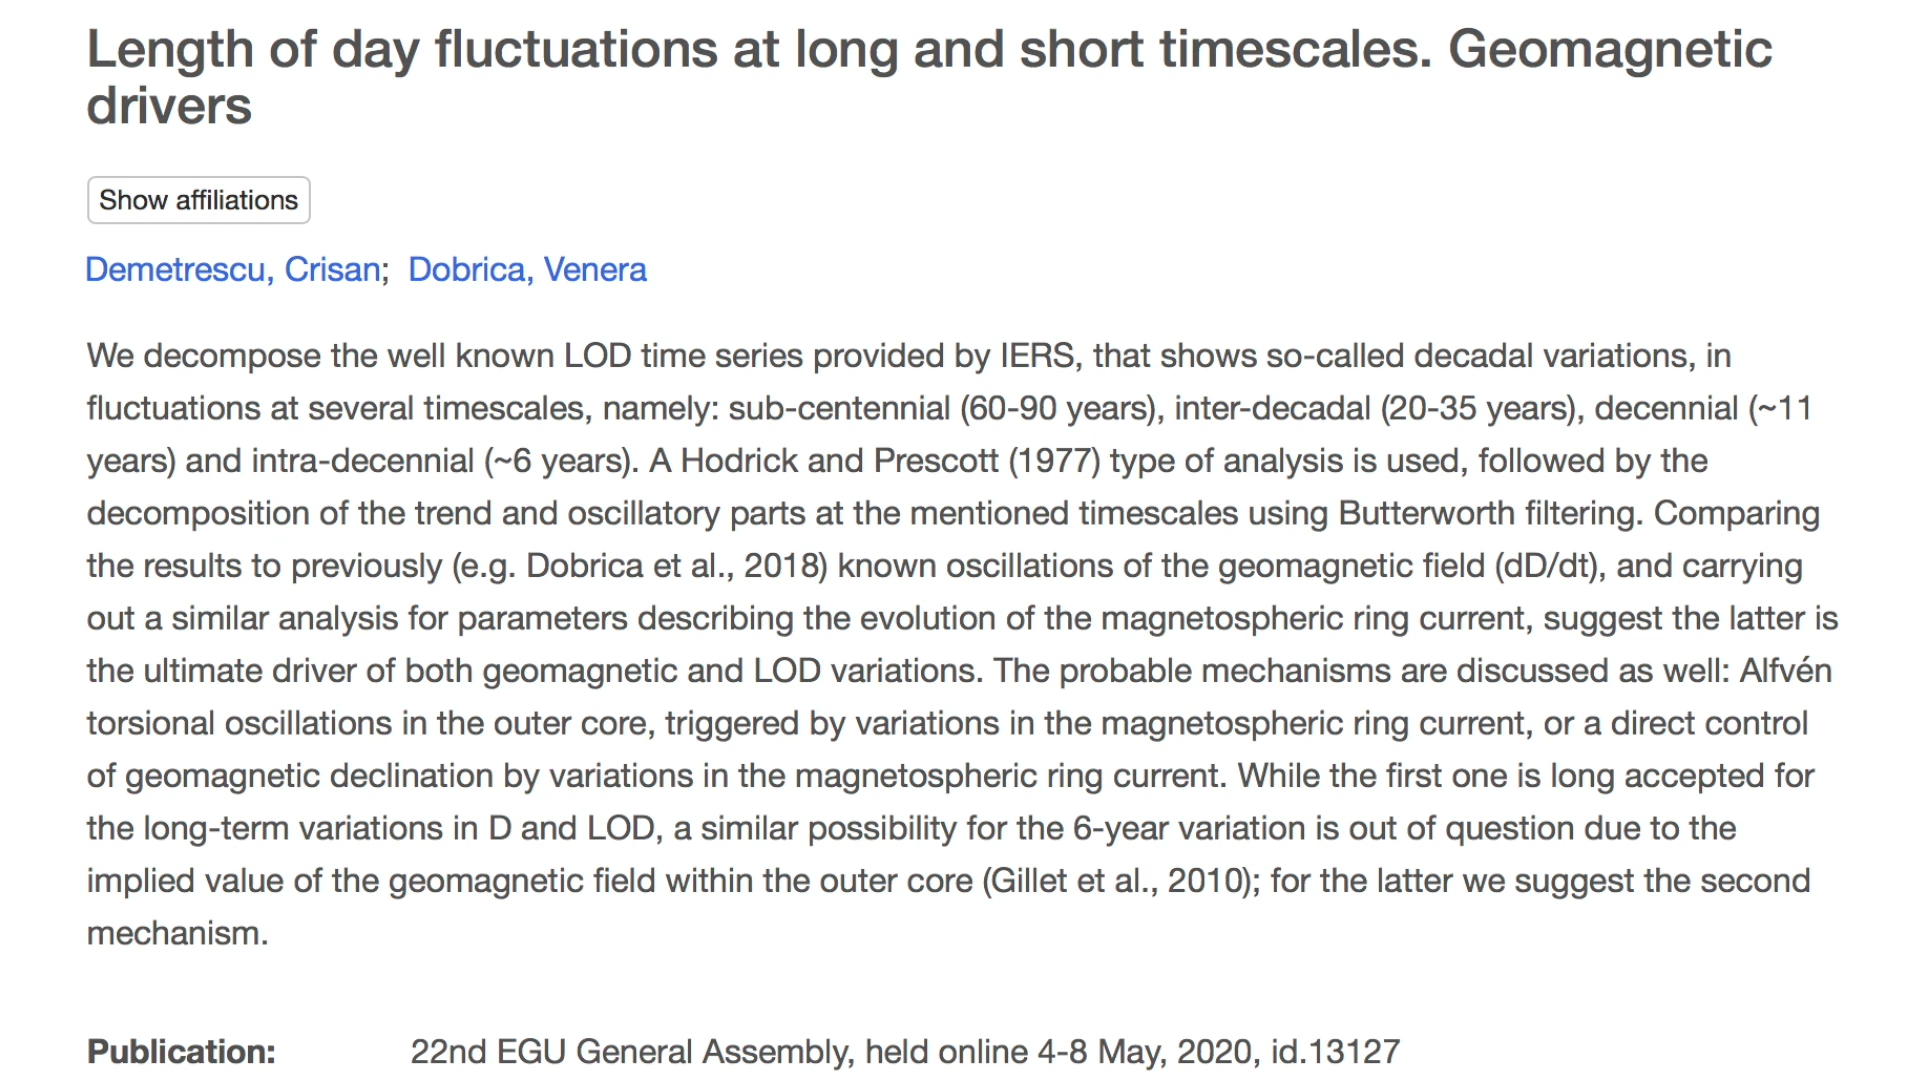 Length of day fluctuations at long and short timescales. Geomagnetic
drivers
Show affiliations
Demetrescu, Crisan; Dobrica, Venera
We decompose the well known LOD time series provided by IERS, that shows so-called decadal variations, in
fluctuations at several timescales, namely: sub-centennial (60-90 years), inter-decadal (20-35 years), decennial (~11
years) and intra-decennial (~6 years). A Hodrick and Prescott (1977) type of analysis is used, followed by the
decomposition of the trend and oscillatory parts at the mentioned timescales using Butterworth filtering. Comparing
the results to previously (e.g. Dobrica et al., 2018) known oscillations of the geomagnetic field (dD/dt), and carrying
out a similar analysis for parameters describing the evolution of the magnetospheric ring current, suggest the latter is
the ultimate driver of both geomagnetic and LOD variations. The probable mechanisms are discussed as well: Alfvén
torsional oscillations in the outer core, triggered by variations in the magnetospheric ring current, or a direct control
of geomagnetic declination by variations in the magnetospheric ring current. While the first one is long accepted for
the long-term variations in D and LOD, a similar possibility for the 6-year variation is out of question due to the
implied value of the geomagnetic field within the outer core (Gillet et al., 2010); for the latter we suggest the second
mechanism.
Publication: 22nd EGU General Assembly, held online 4-8 May, 2020, id.13127